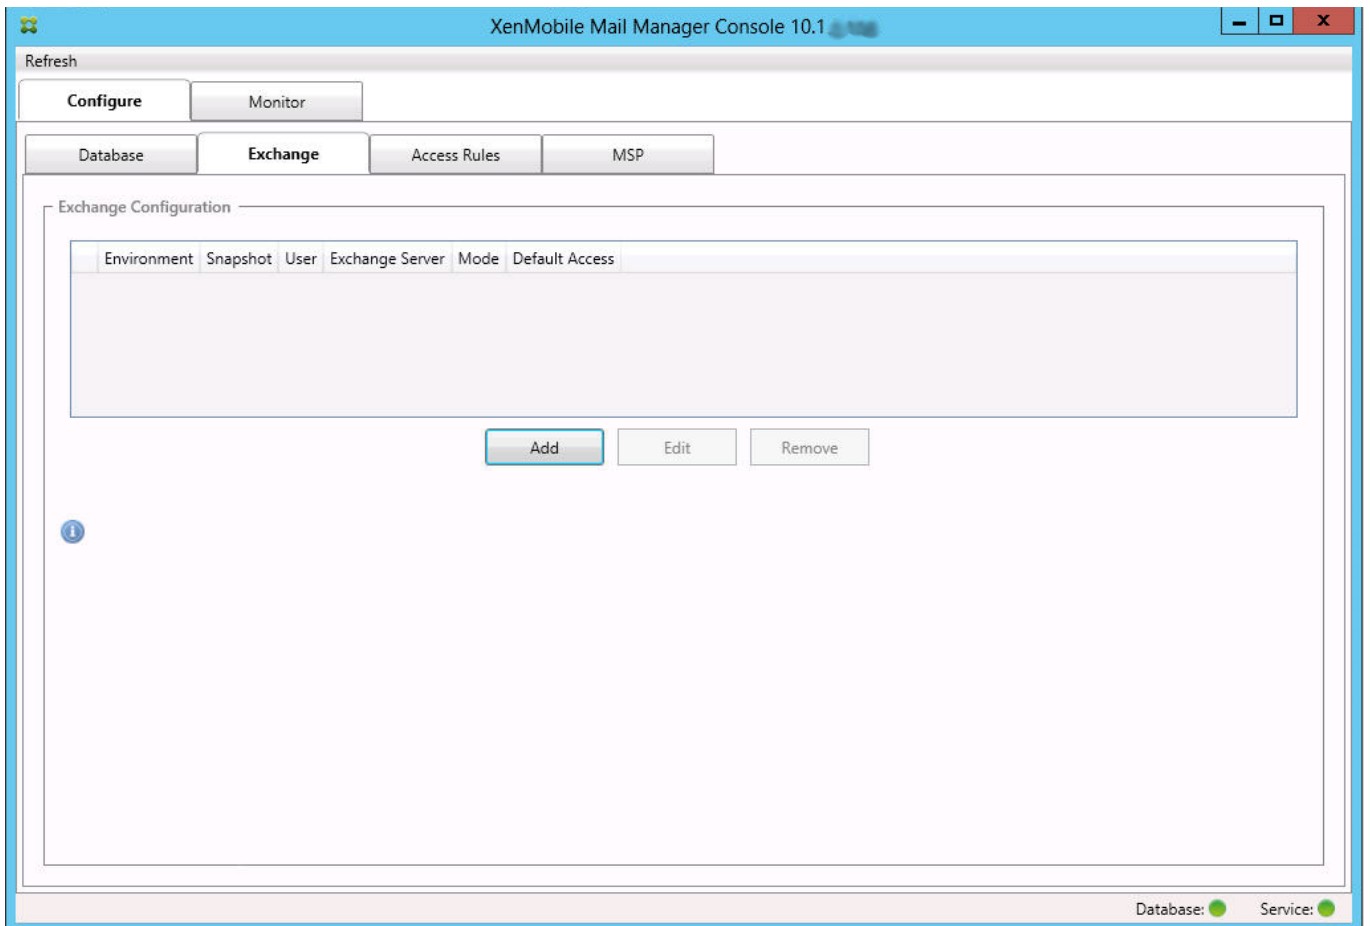 XenMobile Mail Manager Console 10.1
Refresh
Configure Monitor
Database Exchange Access Rules MSP
Exchange Configuration
Environment Snapshot User Exchange Server Mode Default Access
Add Edit Remove
Database: Service: